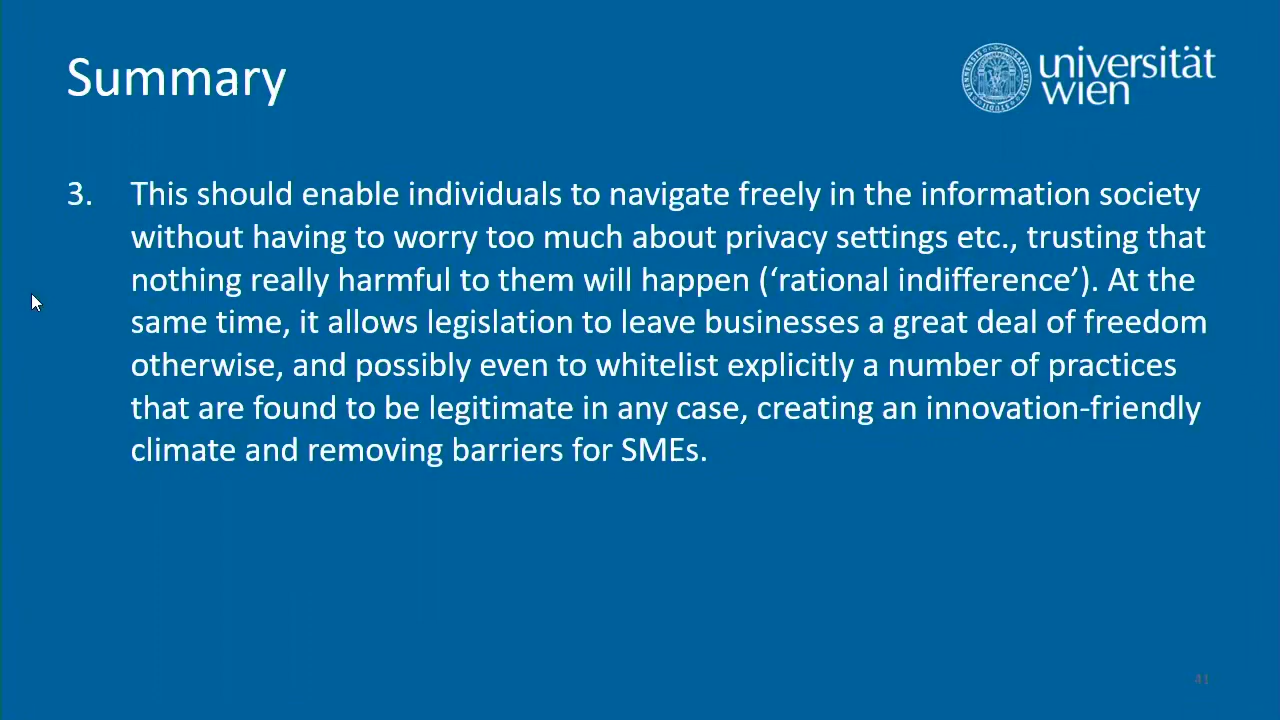 Summary
universität
wien
3. This should enable individuals to navigate freely in the information society
without having to worry too much about privacy settings etc., trusting that
nothing really harmful to them will happen (‘rational indifference’). At the
same time, it allows legislation to leave businesses a great deal of freedom
otherwise, and possibly even to whitelist explicitly a number of practices
that are found to be legitimate in any case, creating an innovation-friendly
climate and removing barriers for SMEs.
41